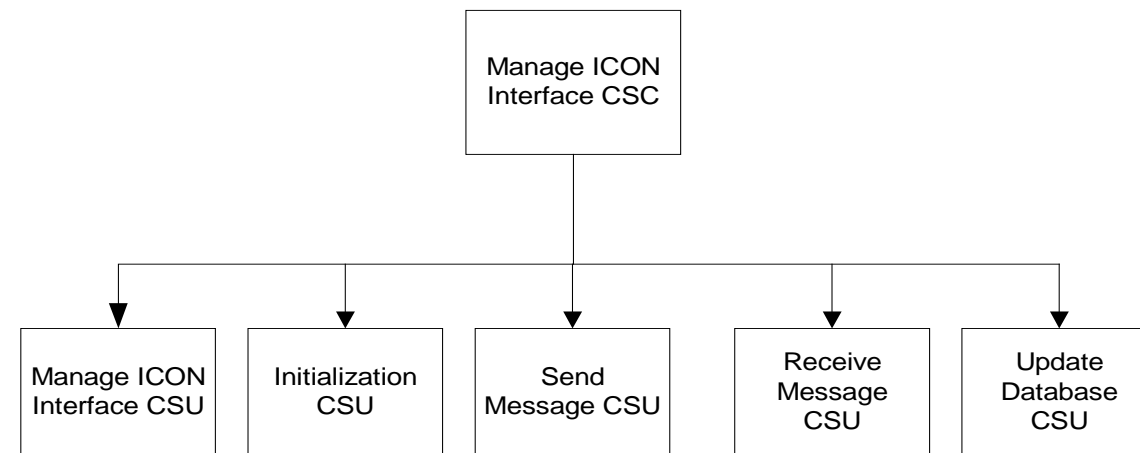 Manage ICON
Interface CSC
Manage ICON
Interface CSU
Initialization
CSU
Send
Message CSU
Receive
Message
CSU
Update
Database
CSU